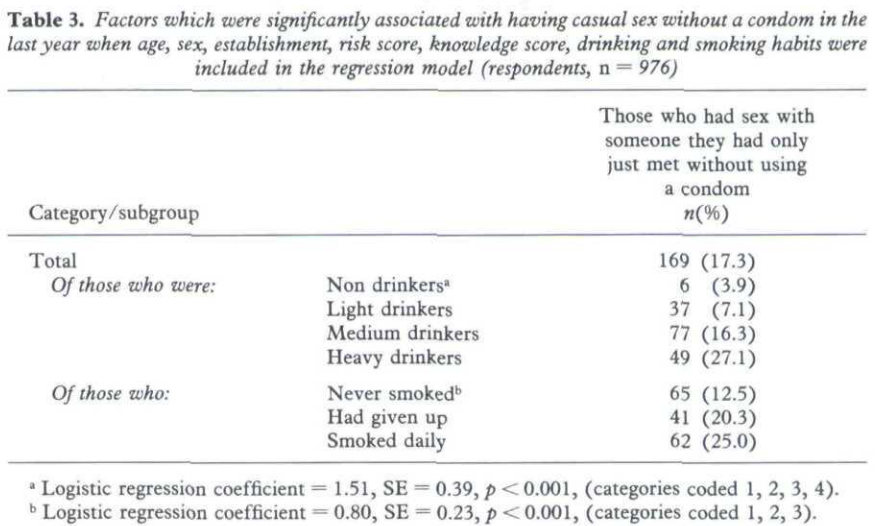 Table 3. Factors which were significantly associated with having casual sex without a condom in the
last year when age, sex, establishment, risk score, knowledge score, drinking and smoking habits were
included in the regression model (respondents, n = 976)
Those who had sex with
someone they had only
just met without using
a condom
Category/subgroup n(%)
Total 169 (17.3)
Of those who were: Non drinkersᵃ 6 (3.9)
Light drinkers 37 (7.1)
Medium drinkers 77 (16.3)
Heavy drinkers 49 (27.1)
Of those who: Never smokedᵇ 65 (12.5)
Had given up 41 (20.3)
Smoked daily 62 (25.0)
ᵃ Logistic regression coefficient = 1.51, SE = 0.39, p < 0.001, (categories coded 1, 2, 3, 4).
ᵇ Logistic regression coefficient = 0.80, SE = 0.23, p < 0.001, (categories coded 1, 2, 3).